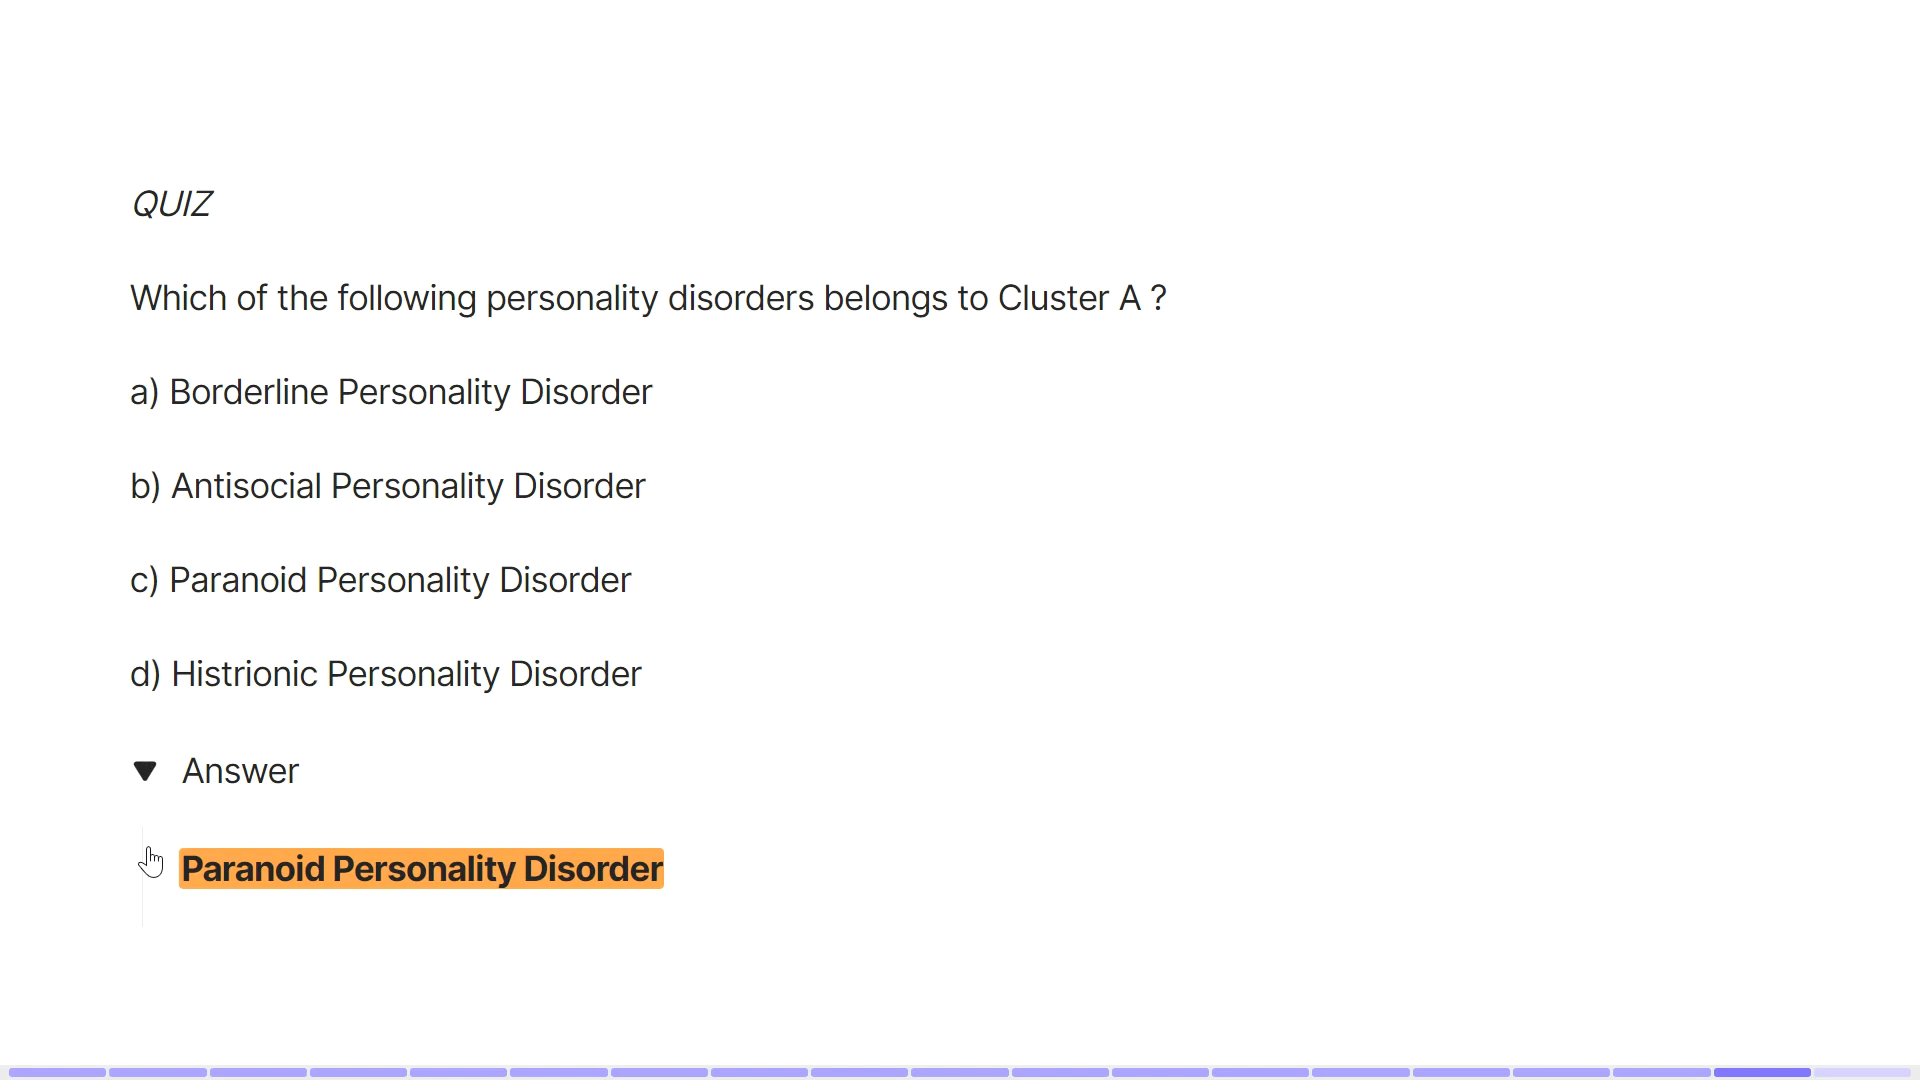 QUIZ
Which of the following personality disorders belongs to Cluster A ?
a) Borderline Personality Disorder
b) Antisocial Personality Disorder
c) Paranoid Personality Disorder
d) Histrionic Personality Disorder
Answer
Paranoid Personality Disorder